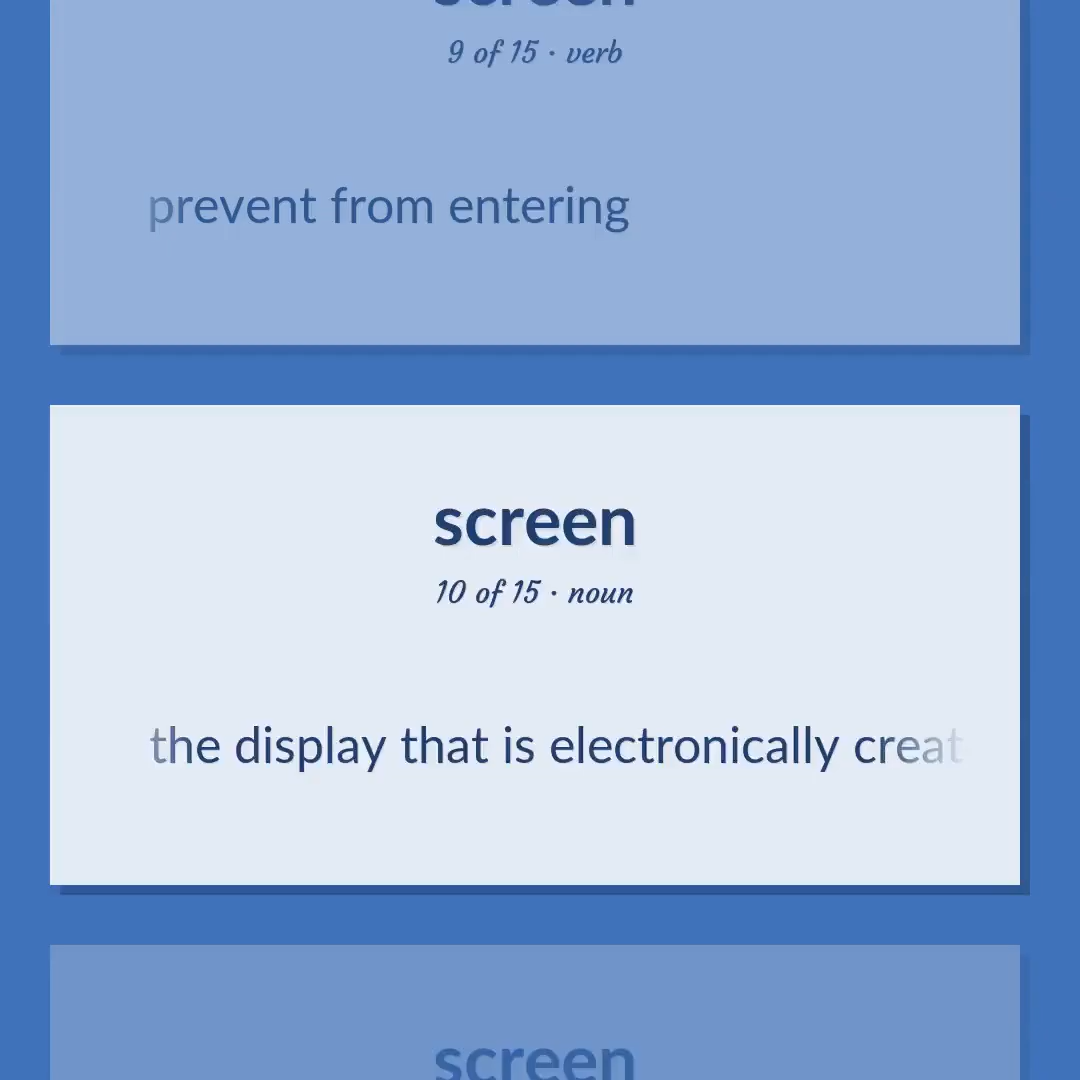 screen
9 of 15 · verb
prevent from entering
screen
10 of 15 · noun
the display that is electronically creat
screen